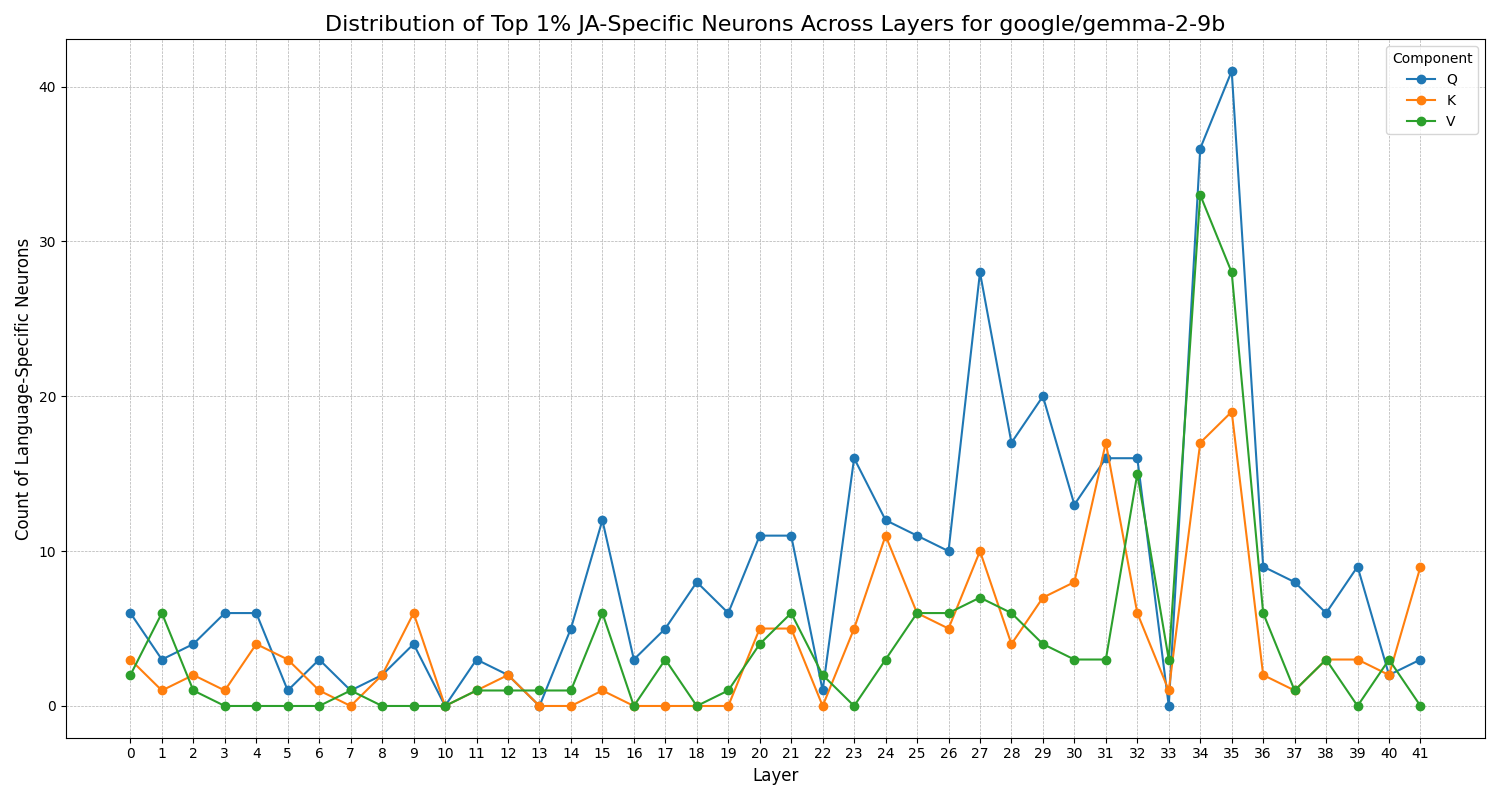 Distribution of Top 1% JA-Specific Neurons Across Layers for google/gemma-2-9b
Component
Q
K
V
Count of Language-Specific Neurons
40
30
20
10
0
0 1 2 3 4 5 6 7 8 9 10 11 12 13 14 15 16 17 18 19 20 21 22 23 24 25 26 27 28 29 30 31 32 33 34 35 36 37 38 39 40 41
Layer